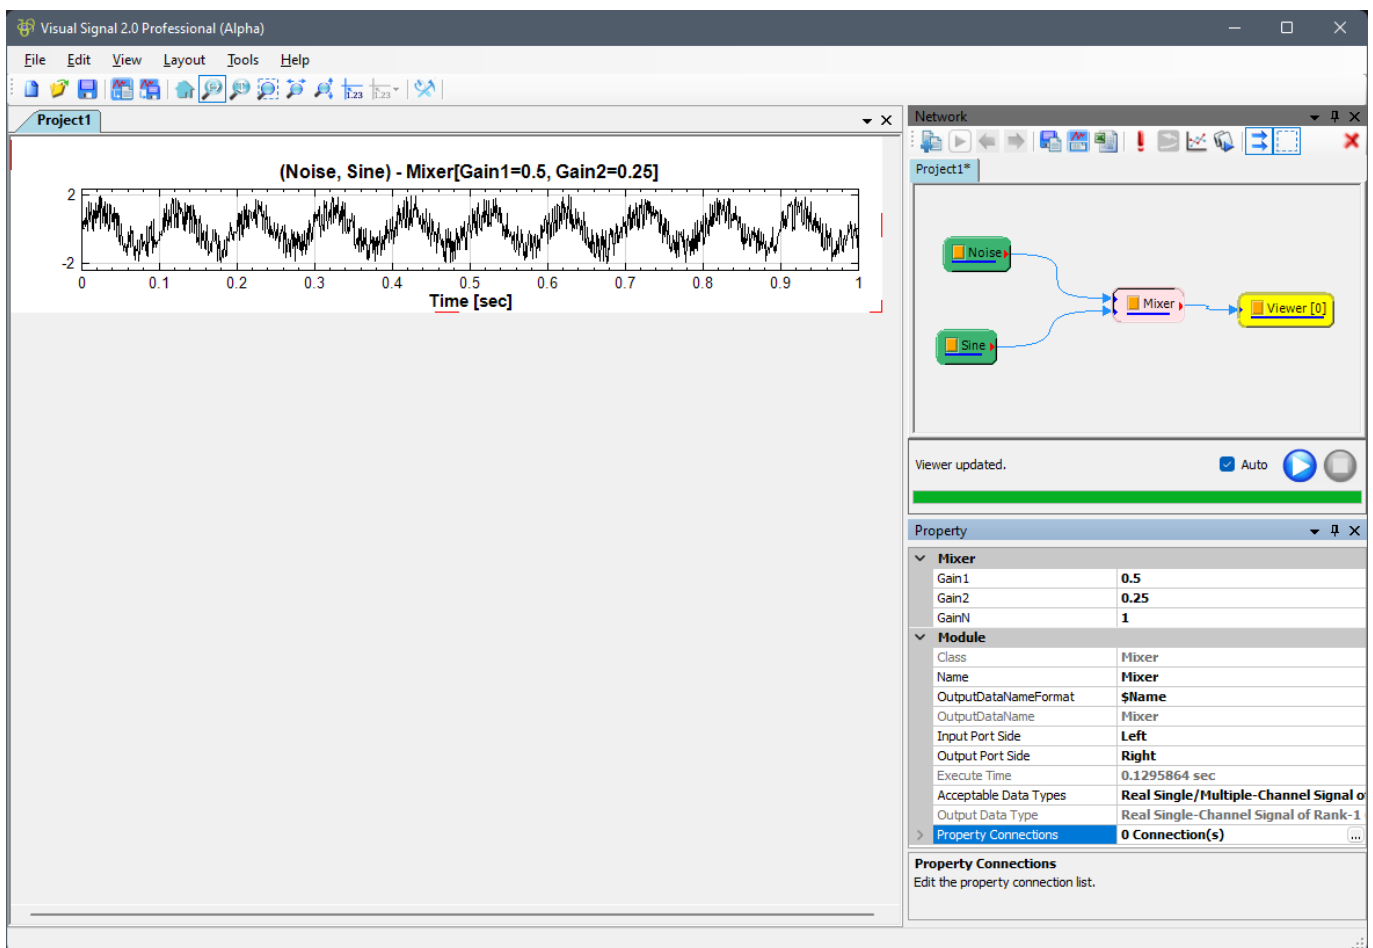 Visual Signal 2.0 Professional (Alpha)
File Edit View Layout Tools Help
1.23 1.23
Project1
(Noise, Sine) - Mixer[Gain1=0.5, Gain2=0.25]
2
-2
0 0.1 0.2 0.3 0.4 0.5 0.6 0.7 0.8 0.9 1
Time [sec]
Network
Project1*
Noise
Mixer
Viewer [0]
Sine
Viewer updated.
Auto
Property
Mixer
Gain1 0.5
Gain2 0.25
GainN 1
Module
Class Mixer
Name Mixer
OutputDataNameFormat $Name
OutputDataName Mixer
Input Port Side Left
Output Port Side Right
Execute Time 0.1295864 sec
Acceptable Data Types Real Single/Multiple-Channel Signal o
Output Data Type Real Single-Channel Signal of Rank-1
Property Connections 0 Connection(s) ...
Property Connections
Edit the property connection list.